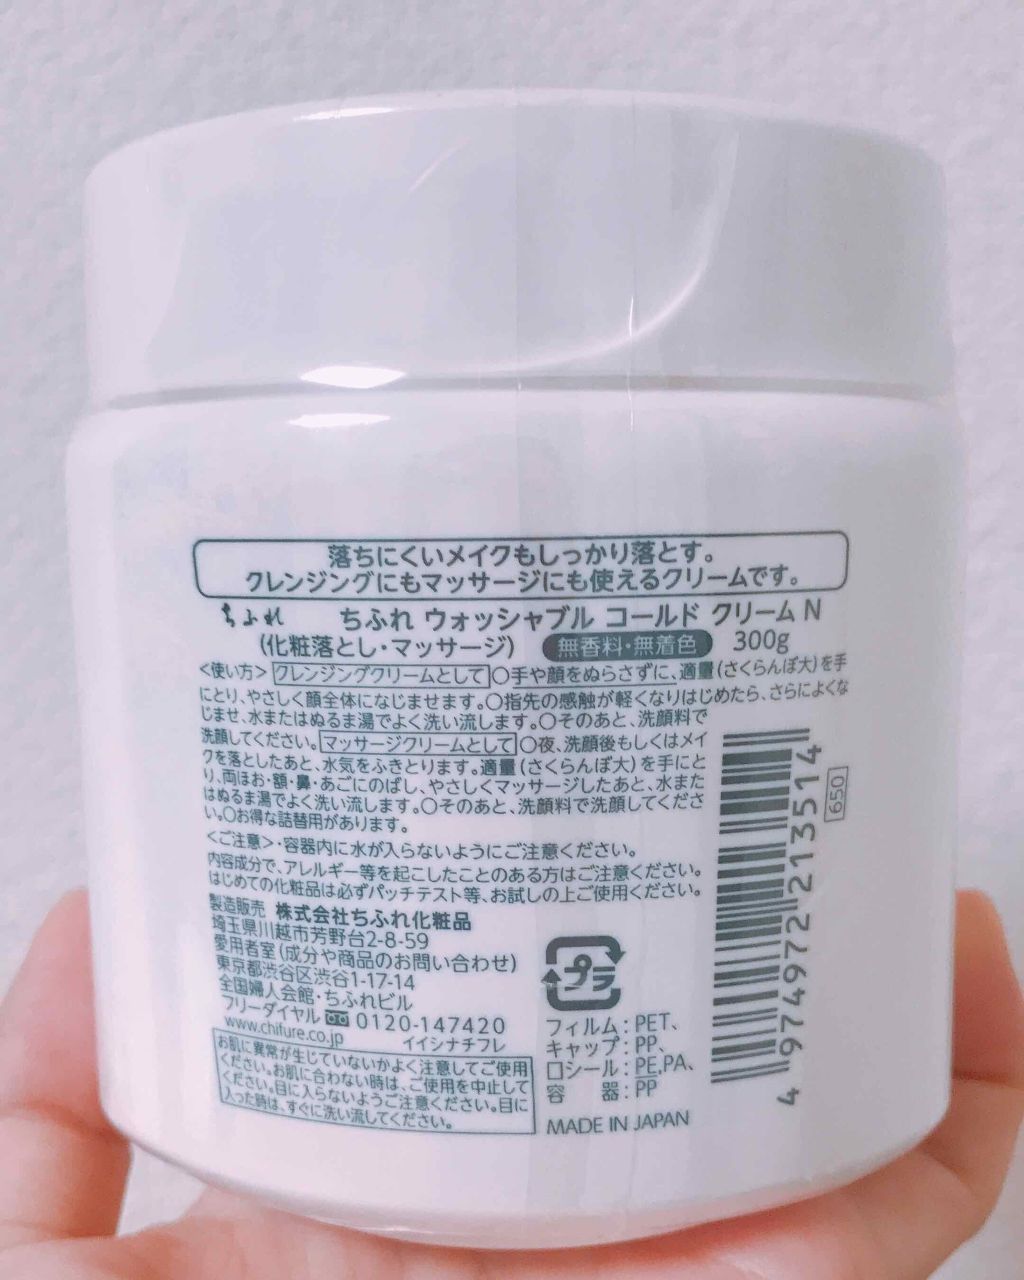 落ちにくいメイクもしっかり落とす。
クレンジングにもマッサージにも使えるクリームです。
ちふれ ちふれ ウォッシャブル コールド クリーム N
(化粧落とし・マッサージ) 無香料・無着色 300g
<使い方> クレンジングクリームとして ○手や顔をぬらさずに、適量(さくらんぼ大)を手
にとり、やさしく顔全体になじませます。○指先の感触が軽くなりはじめたら、さらによくな
じませ、水またはぬるま湯でよく洗い流します。○そのあと、洗顔料で
洗顔してください。マッサージクリームとして ○夜、洗顔後もしくはメイ
クを落としたあと、水気をふきとります。適量(さくらんぼ大)を手にと
り、両ほお・額・鼻・あごにのばし、やさしくマッサージしたあと、水また
はぬるま湯でよく洗い流します。○そのあと、洗顔料で洗顔してくださ
い。○お得な詰替用があります。
<ご注意>・容器内に水が入らないようにご注意ください。
内容成分で、アレルギー等を起こしたことのある方はご注意ください。
はじめての化粧品は必ずパッチテスト等、お試しの上ご使用ください。
製造販売 株式会社ちふれ化粧品
埼玉県川越市芳野台2-8-59
愛用者室(成分や商品のお問い合わせ)
東京都渋谷区渋谷1-17-14
全国婦人会館・ちふれビル
フリーダイヤル 0120-147420
www.chifure.co.jp イイシナチフレ
お肌に異常が生じていないかよく注意してご使用
ください。お肌に合わない時は、ご使用を中止して
ください。目に入らないようご注意ください。目に
入った時は、すぐに洗い流してください。
プラ
フィルム:PET、
キャップ:PP、
口シール:PE,PA、
容 器:PP
MADE IN JAPAN
4 974972 213514
650